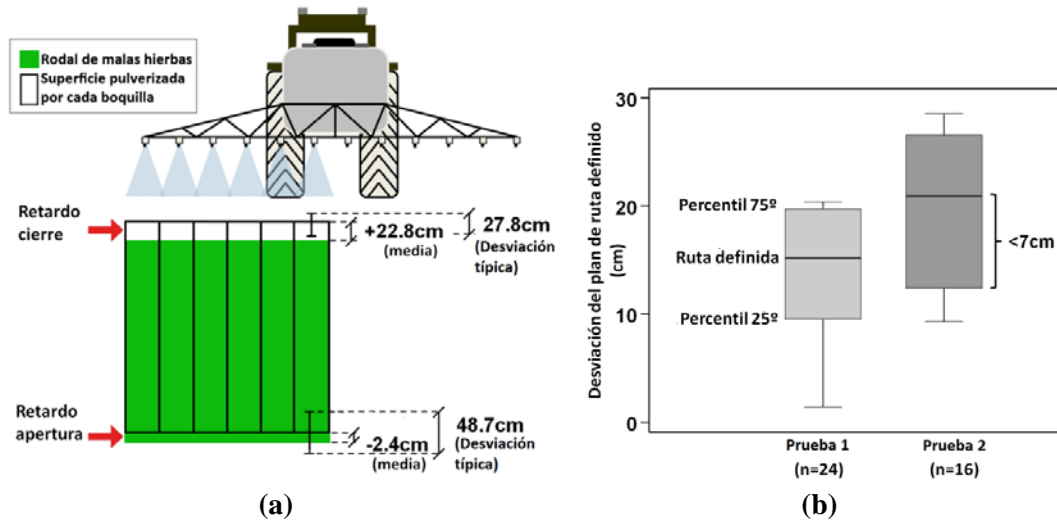 Rodal de malas hierbas
Superficie pulverizada
por cada boquilla
Retardo
cierre
+22.8cm
(media)
27.8cm
(Desviación
típica)
Retardo
apertura
-2.4cm
(media)
48.7cm
(Desviación
típica)
(a)
Desviación del plan de ruta definido
(cm)
30
20
10
0
Percentil 75º
Ruta definida
Percentil 25º
<7cm
Prueba 1
(n=24)
Prueba 2
(n=16)
(b)